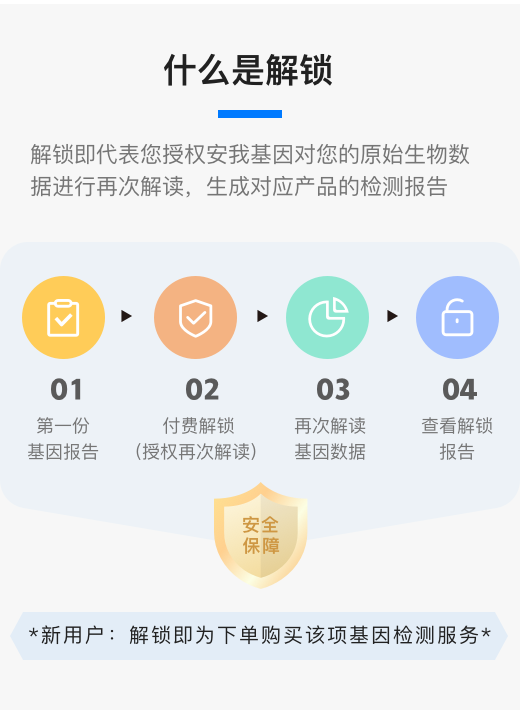 什么是解锁
解锁即代表您授权安我基因对您的原始生物数
据进行再次解读，生成对应产品的检测报告
01
02
03
04
第一份
付费解锁
再次解读
查看解锁
基因报告
（授权再次解读）
基因数据
报告
安全
保障
*新用户：解锁即为下单购买该项基因检测服务*